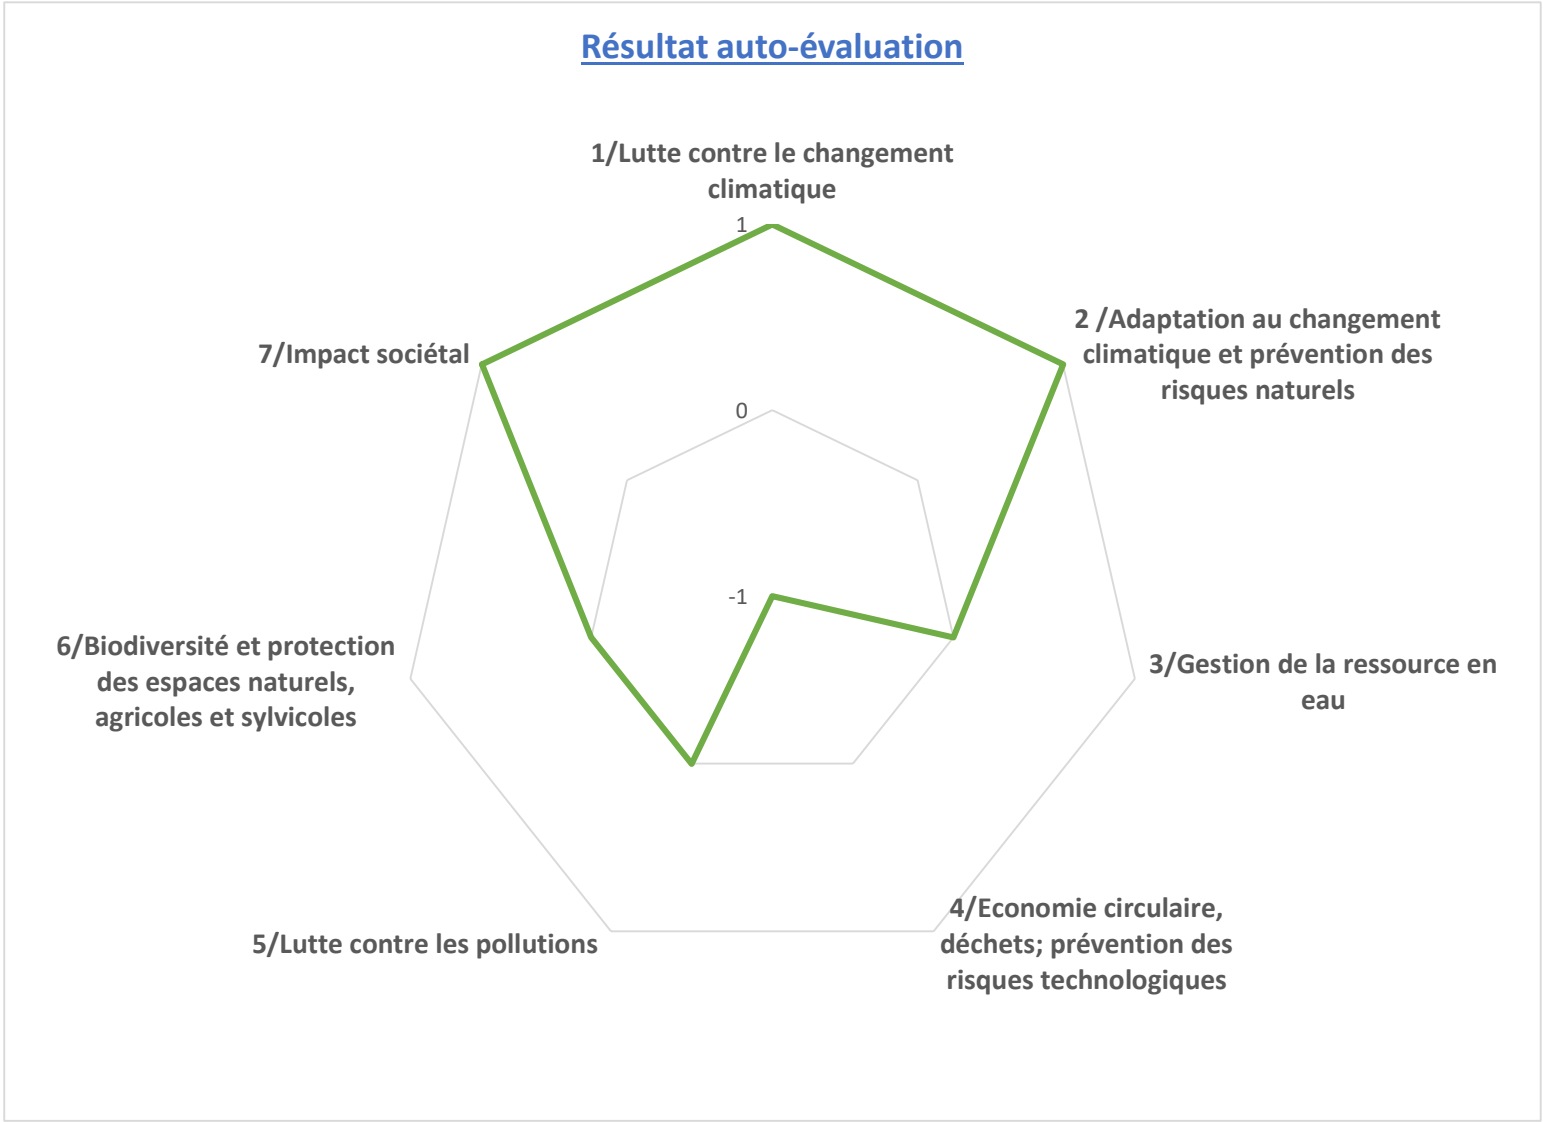 Résultat auto-évaluation
1/Lutte contre le changement
climatique
1
2 /Adaptation au changement
climatique et prévention des
risques naturels
7/Impact sociétal
0
-1
6/Biodiversité et protection
des espaces naturels,
agricoles et sylvicoles
3/Gestion de la ressource en
eau
4/Economie circulaire,
déchets; prévention des
risques technologiques
5/Lutte contre les pollutions